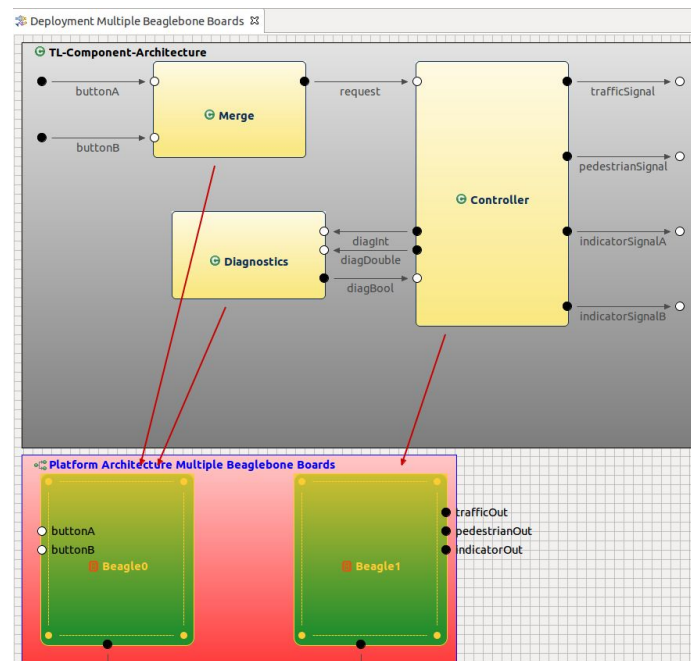 Deployment Multiple Beaglebone Boards
TL-Component-Architecture
buttonA
request
trafficSignal
Merge
buttonB
pedestrianSignal
Controller
diagInt
indicatorSignalA
diagDouble
Diagnostics
diagBool
indicatorSignalB
Platform Architecture Multiple Beaglebone Boards
trafficOut
buttonA
pedestrianOut
buttonB
indicatorOut
Beagle0
Beagle1